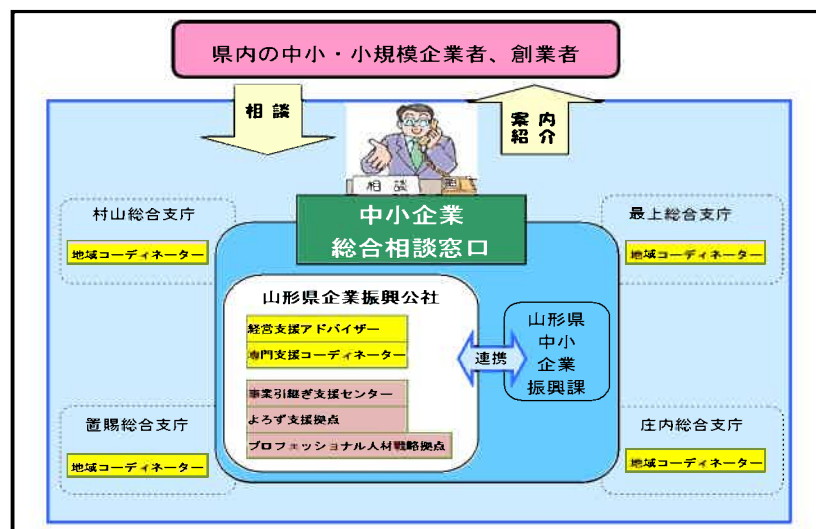 県内の中小・小規模企業者、創業者
相談
案内
紹介
相談
中小企業
総合相談窓口
村山総合支庁
地域コーディネーター
最上総合支庁
地域コーディネーター
山形県企業振興公社
経営支援アドバイザー
専門支援コーディネーター
事業引継ぎ支援センター
よろず支援拠点
プロフェッショナル人材戦略拠点
連携
山形県
中小
企業
振興課
置賜総合支庁
地域コーディネーター
庄内総合支庁
地域コーディネーター